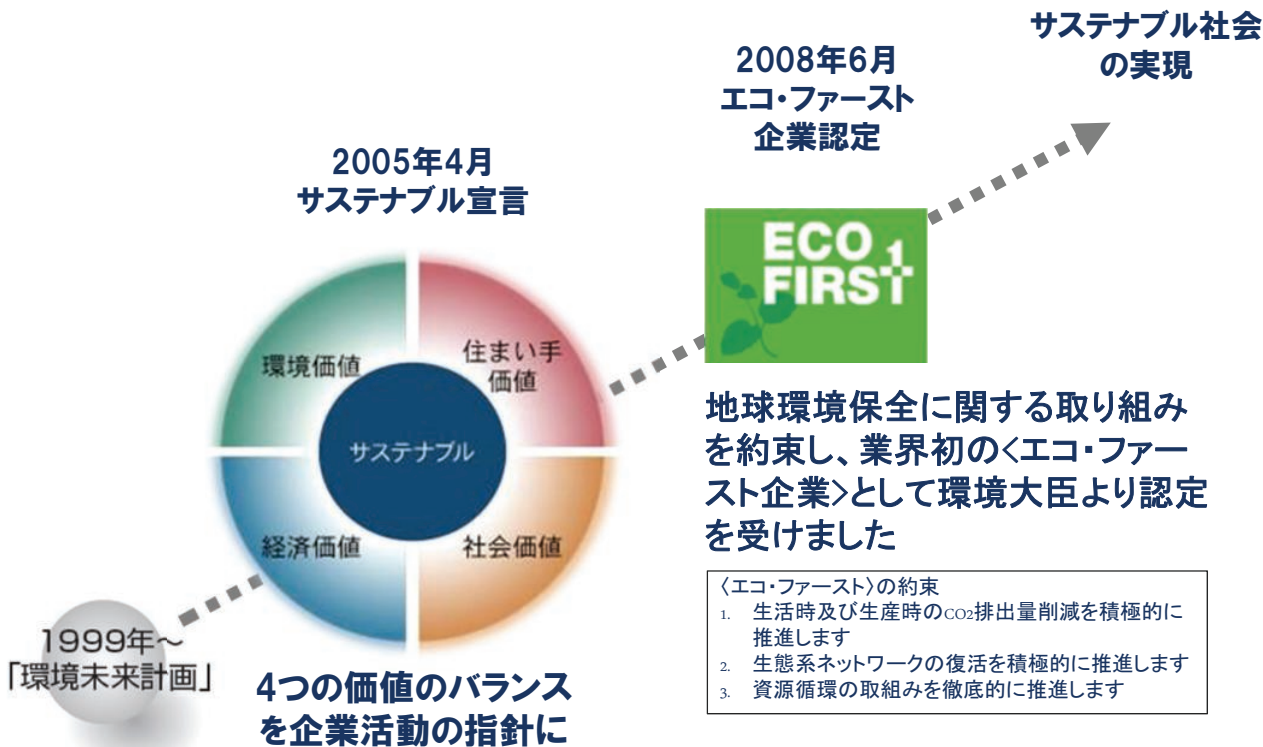 サステナブル社会
の実現
2008年6月
エコ・ファースト
企業認定
2005年4月
サステナブル宣言
ECO 1
FIRST
環境価値
住まい手
価値
サステナブル
経済価値
社会価値
地球環境保全に関する取り組み
を約束し、業界初の<エコ・ファー
スト企業>として環境大臣より認定
を受けました
〈エコ・ファースト〉の約束
1. 生活時及び生産時のCO2排出量削減を積極的に
推進します
2. 生態系ネットワークの復活を積極的に推進します
3. 資源循環の取組みを徹底的に推進します
1999年～
「環境未来計画」
4つの価値のバランス
を企業活動の指針に